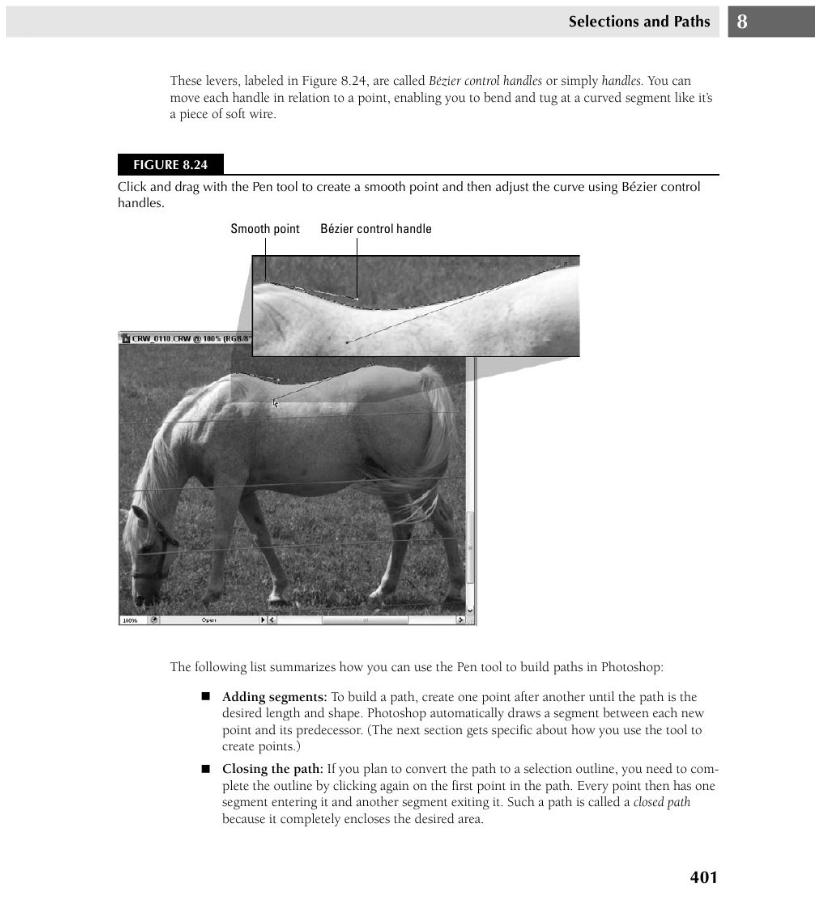 Selections and Paths 8
These levers, labeled in Figure 8.24, are called Bézier control handles or simply handles. You can
move each handle in relation to a point, enabling you to bend and tug at a curved segment like it’s
a piece of soft wire.
FIGURE 8.24
Click and drag with the Pen tool to create a smooth point and then adjust the curve using Bézier control
handles.
Smooth point Bézier control handle
CRW_0110.CRW @ 100% (RGB/8*
100% Open
The following list summarizes how you can use the Pen tool to build paths in Photoshop:
■ Adding segments: To build a path, create one point after another until the path is the
desired length and shape. Photoshop automatically draws a segment between each new
point and its predecessor. (The next section gets specific about how you use the tool to
create points.)
■ Closing the path: If you plan to convert the path to a selection outline, you need to com-
plete the outline by clicking again on the first point in the path. Every point then has one
segment entering it and another segment exiting it. Such a path is called a closed path
because it completely encloses the desired area.
401